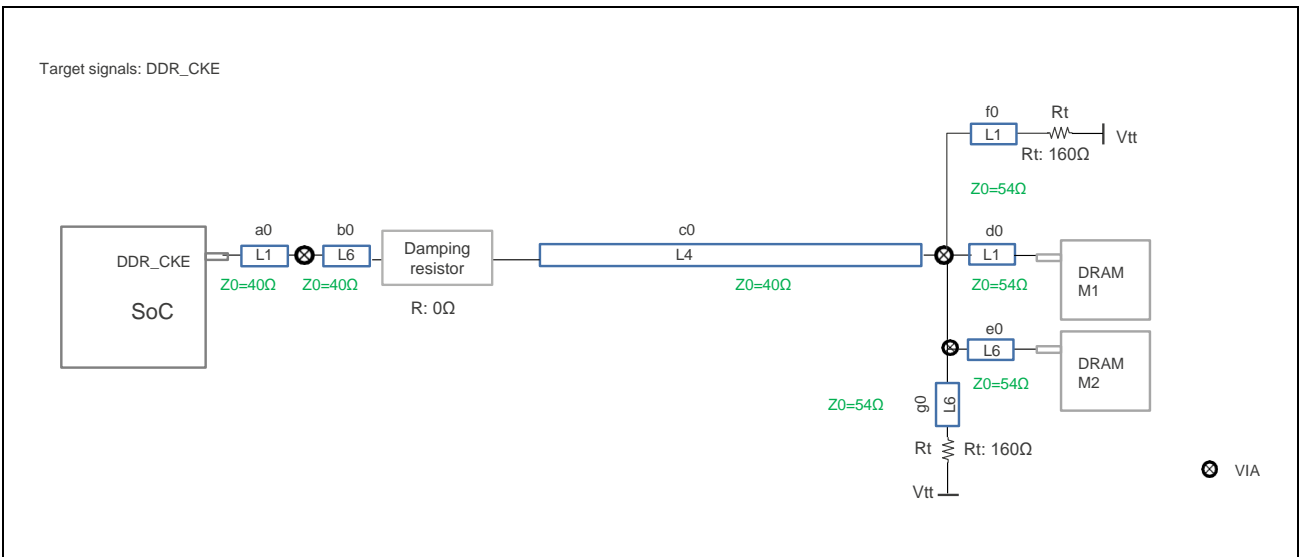 Target signals: DDR_CKE
f0
Rt
L1
Vtt
Rt: 160Ω
Z0=54Ω
a0
b0
c0
d0
DDR_CKE
L1
L6
Damping
resistor
L4
L1
DRAM
M1
Z0=40Ω
Z0=40Ω
Z0=40Ω
Z0=54Ω
SoC
R: 0Ω
e0
L6
DRAM
M2
Z0=54Ω
Z0=54Ω
g0
L6
Rt
Rt: 160Ω
Vtt
VIA